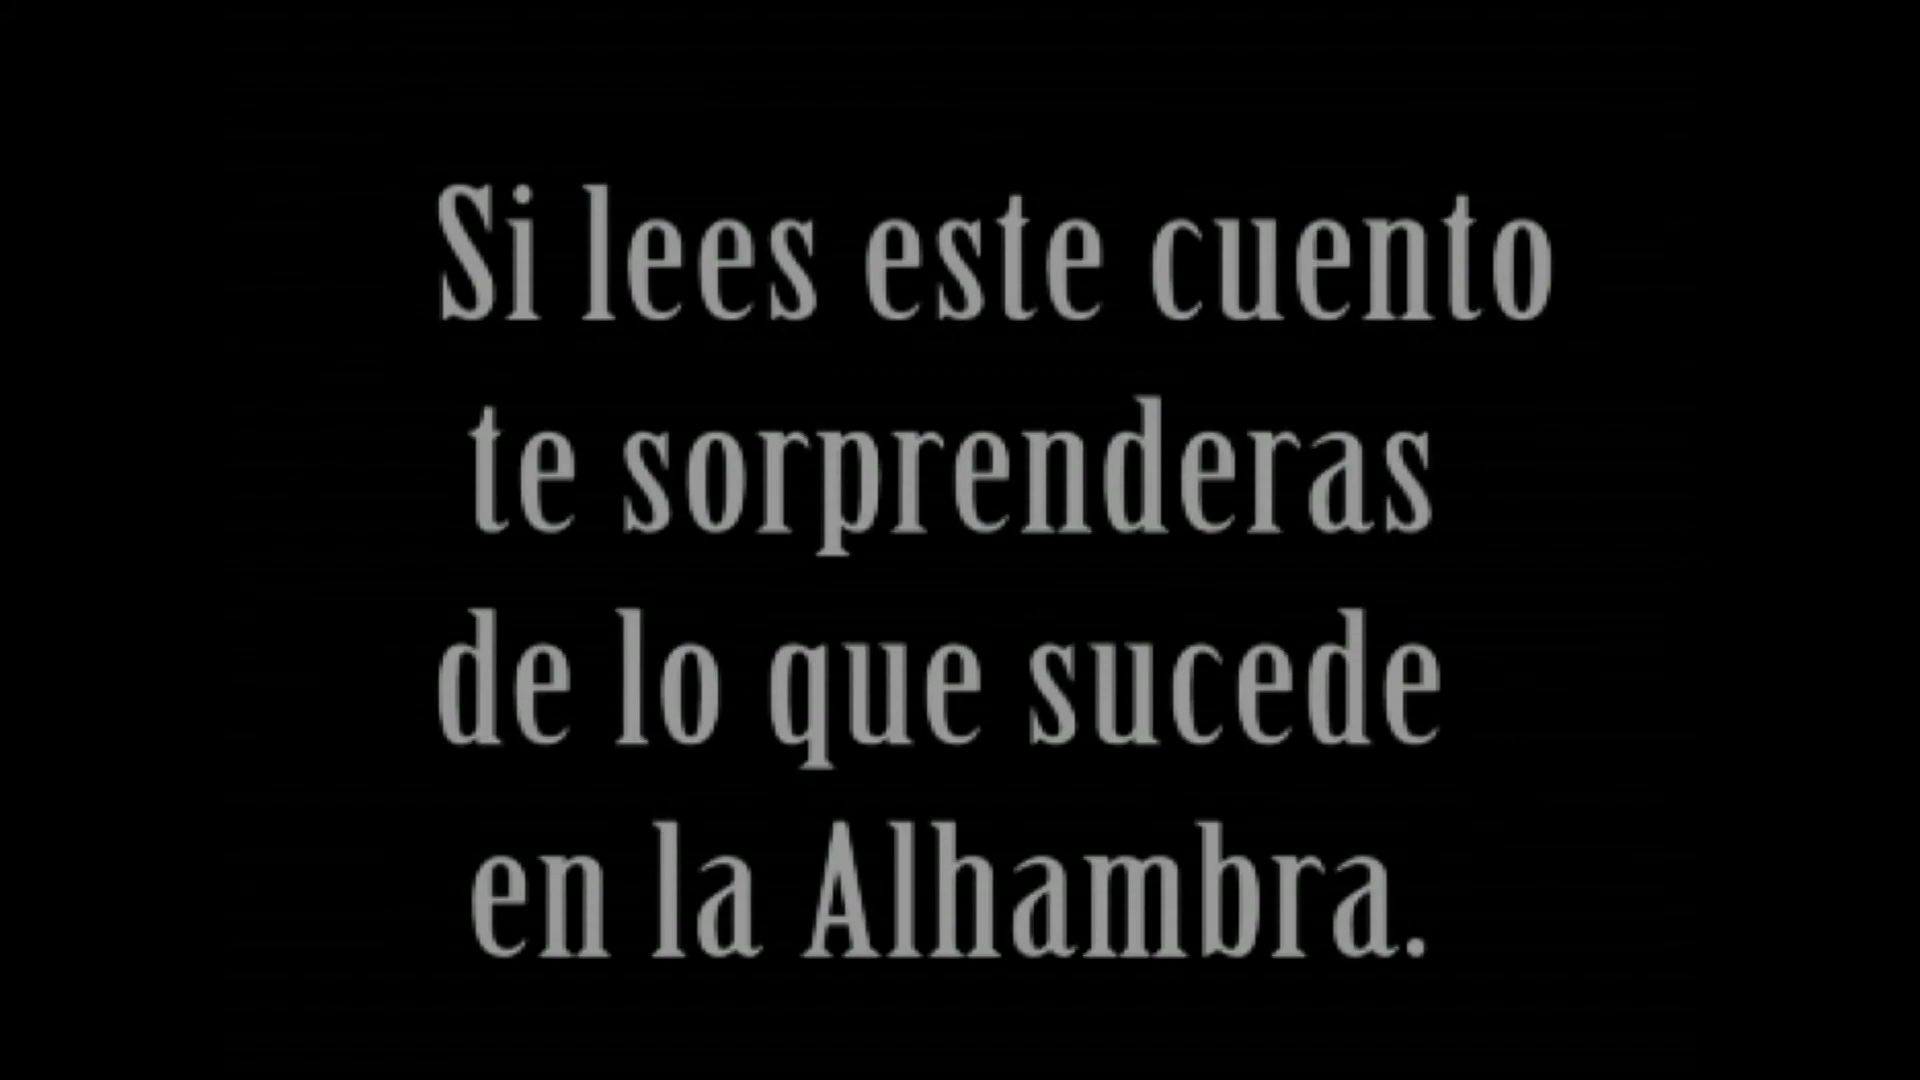 Si lees este cuento
te sorprenderas
de lo que sucede
en la Alhambra.